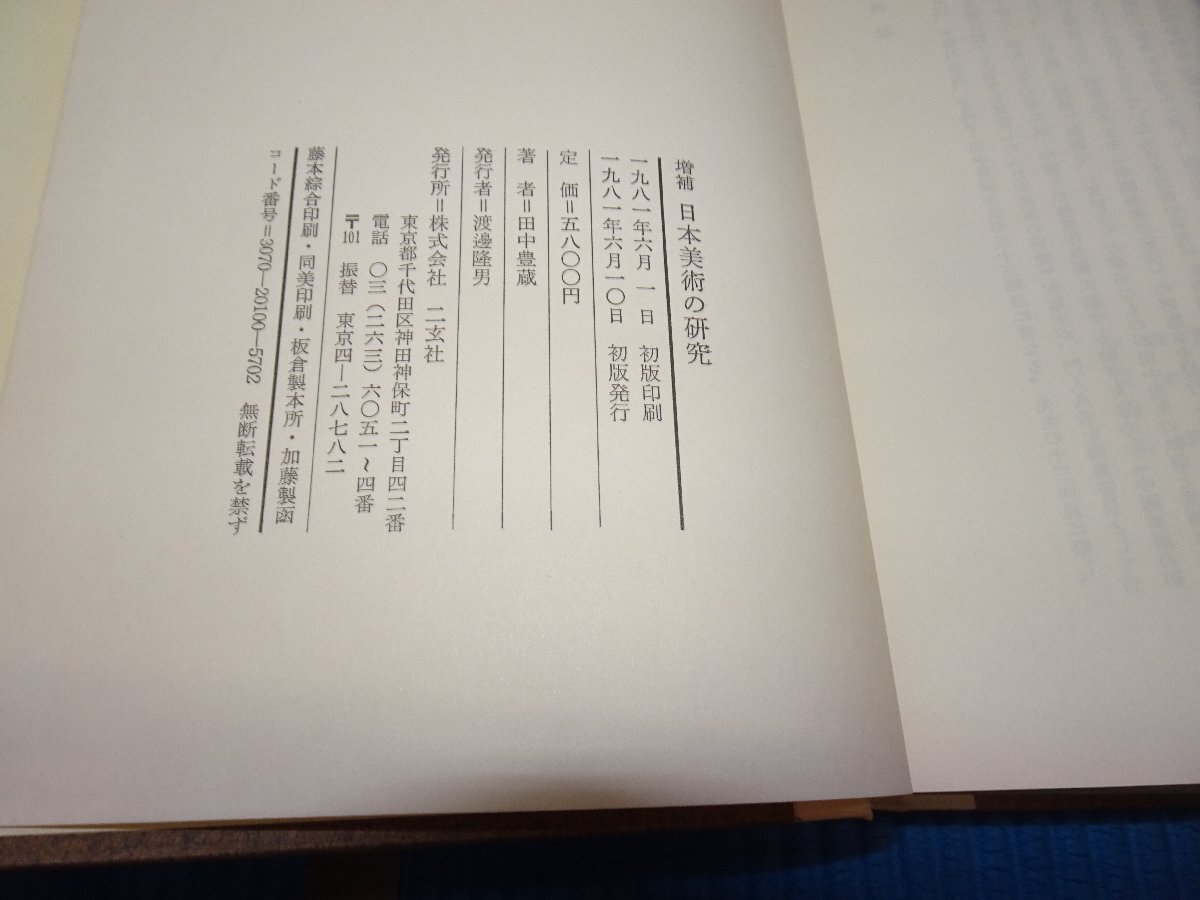 増補 日本美術の研究
一九八一年六月 一 日 初版印刷
一九八一年六月一〇日 初版発行
定 価＝五八〇〇円
著 者＝田中豊蔵
発行者＝渡邊隆男
発行所＝株式会社 二玄社
東京都千代田区神田神保町二丁目四二番
電話 〇三（二六三）六〇五一～四番
〒101 振替 東京四―二八七八二
藤本綜合印刷・同美印刷・板倉製本所・加藤製函
コード番号＝3070―20100―5702 無断転載を禁ず